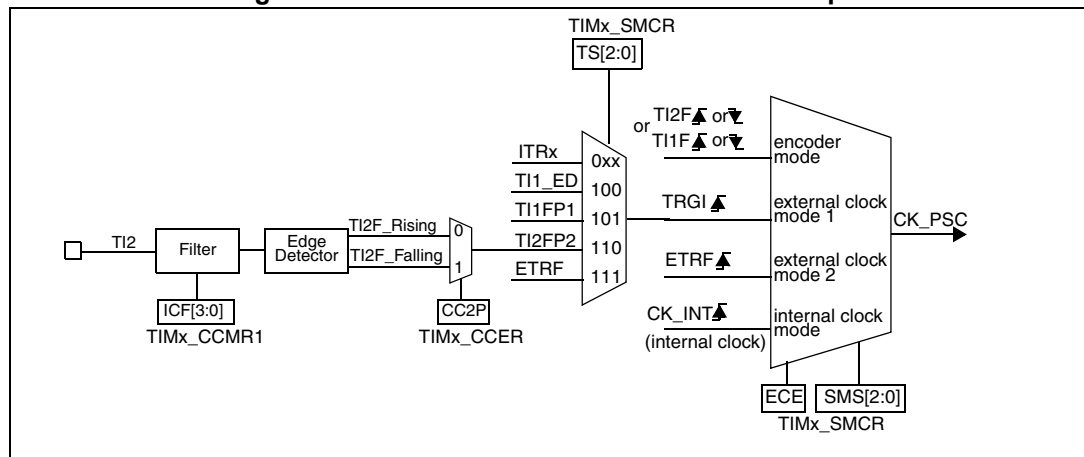 TIMx_SMCR
TS[2:0]
or TI2F or
TI1F or
encoder
mode
ITRx
0xx
TI1_ED
100
TI1FP1
101
TRGI
external clock
mode 1
CK_PSC
TI2F_Rising
0
TI2
Filter
Edge
Detector
TI2FP2
110
TI2F_Falling
1
ETRF
111
ETRF
external clock
mode 2
ICF[3:0]
TIMx_CCMR1
CC2P
TIMx_CCER
CK_INT
(internal clock)
internal clock
mode
ECE
SMS[2:0]
TIMx_SMCR